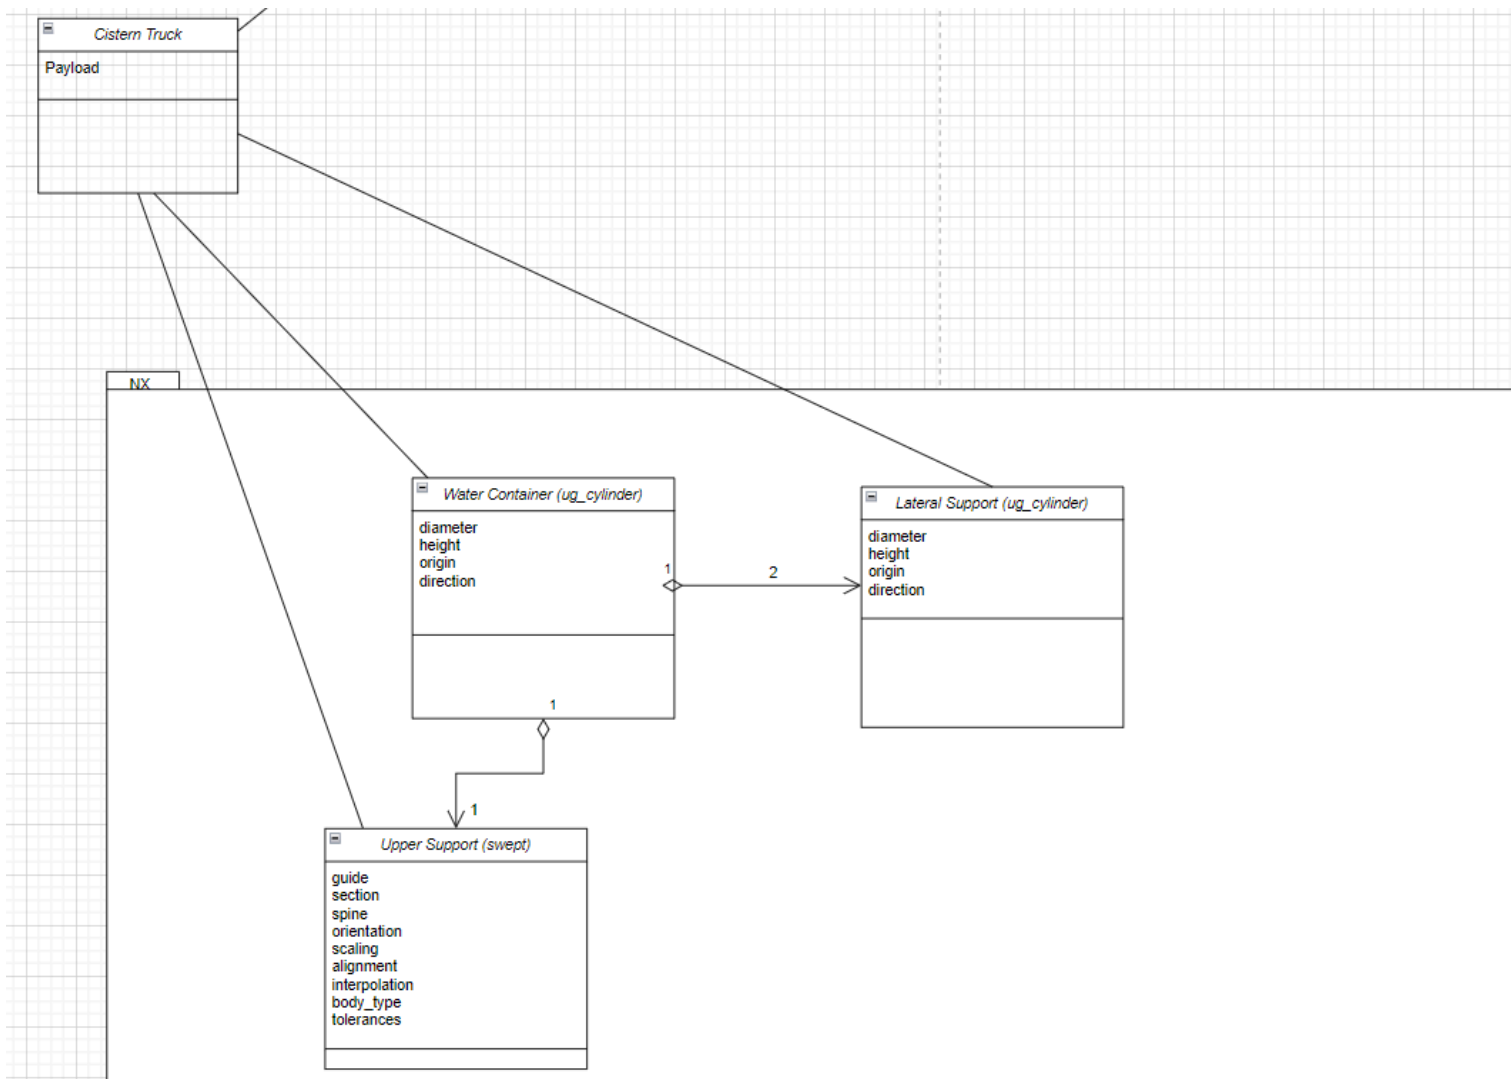 Cistern Truck
Payload
NX
Water Container (ug_cylinder)
diameter
height
origin
direction
1
2
Lateral Support (ug_cylinder)
diameter
height
origin
direction
1
1
Upper Support (swept)
guide
section
spine
orientation
scaling
alignment
interpolation
body_type
tolerances